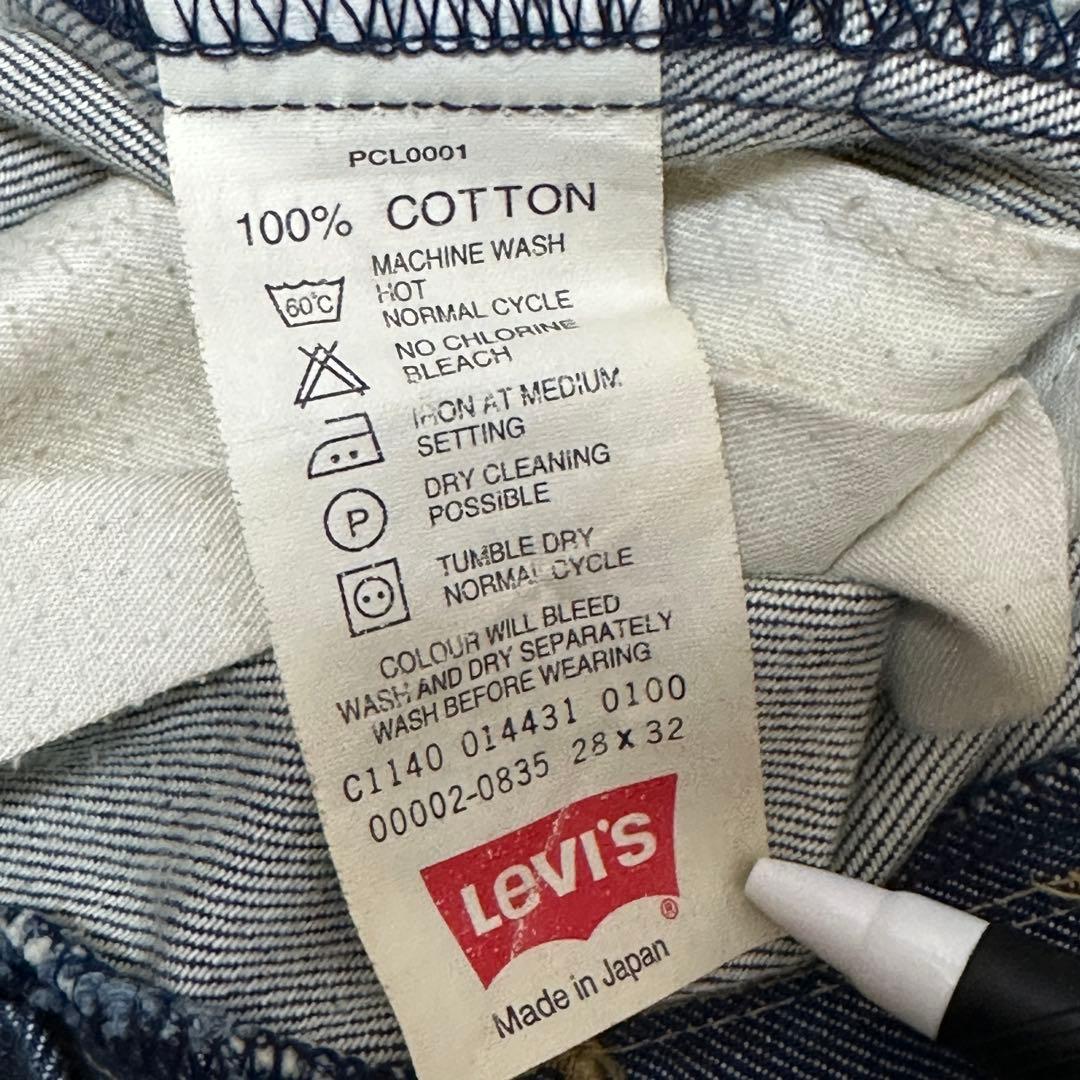 PCL0001
100% COTTON
60°C
MACHINE WASH
HOT
NORMAL CYCLE
NO CHLORINE
BLEACH
IRON AT MEDIUM
SETTING
P
DRY CLEANING
POSSIBLE
TUMBLE DRY
NORMAL CYCLE
COLOUR WILL BLEED
WASH AND DRY SEPARATELY
WASH BEFORE WEARING
C1140 014431 0100
00002-0835 28 x 32
LEVI'S ®
Made in Japan